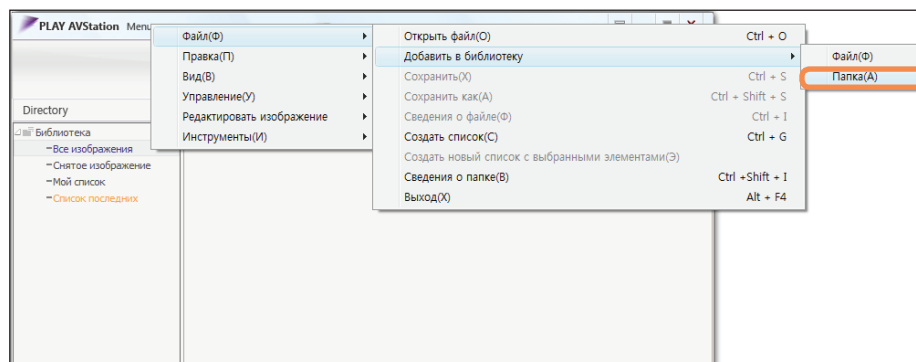 PLAY AVStation Menu
Файл(Ф)
Правка(П)
Вид(В)
Управление(У)
Редактировать изображение
Инструменты(И)
Открыть файл(О) Ctrl + O
Добавить в библиотеку
Сохранить(Х) Ctrl + S
Сохранить как(А) Ctrl + Shift + S
Сведения о файле(Ф) Ctrl + I
Создать список(С) Ctrl + G
Создать новый список с выбранными элементами(Э)
Сведения о папке(В) Ctrl +Shift + I
Выход(Х) Alt + F4
Файл(Ф)
Папка(А)
Directory
Библиотека
Все изображения
Снятое изображение
Мой список
Список последних